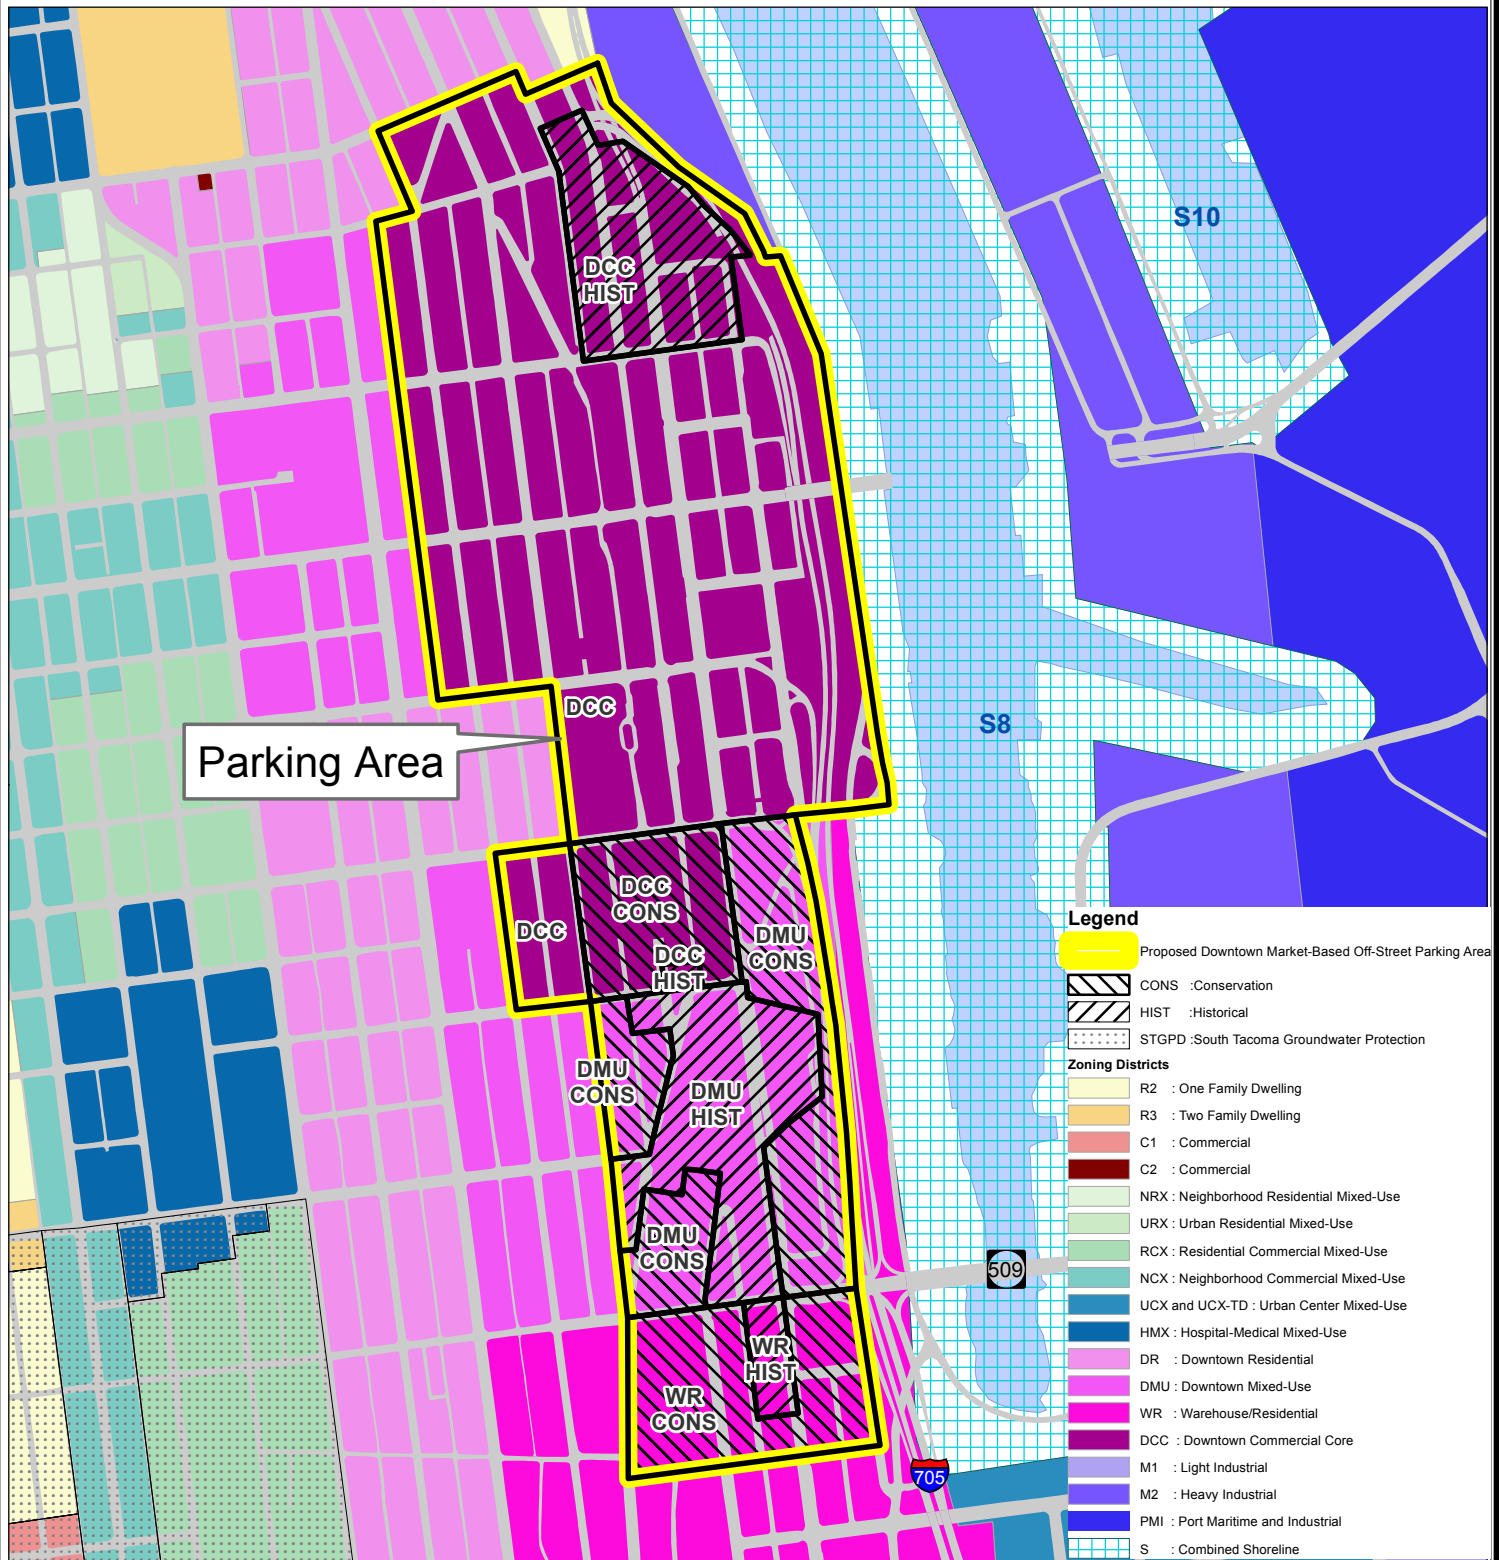 S10
DCC
HIST
DCC
S8
Parking Area
DCC
CONS
DCC
DMU
CONS
DCC
HIST
DMU
CONS
DMU
HIST
DMU
CONS
509
WR
HIST
WR
CONS
705
Legend
Proposed Downtown Market-Based Off-Street Parking Area
CONS :Conservation
HIST :Historical
STGPD :South Tacoma Groundwater Protection
Zoning Districts
R2 : One Family Dwelling
R3 : Two Family Dwelling
C1 : Commercial
C2 : Commercial
NRX : Neighborhood Residential Mixed-Use
URX : Urban Residential Mixed-Use
RCX : Residential Commercial Mixed-Use
NCX : Neighborhood Commercial Mixed-Use
UCX and UCX-TD : Urban Center Mixed-Use
HMX : Hospital-Medical Mixed-Use
DR : Downtown Residential
DMU : Downtown Mixed-Use
WR : Warehouse/Residential
DCC : Downtown Commercial Core
M1 : Light Industrial
M2 : Heavy Industrial
PMI : Port Maritime and Industrial
S : Combined Shoreline